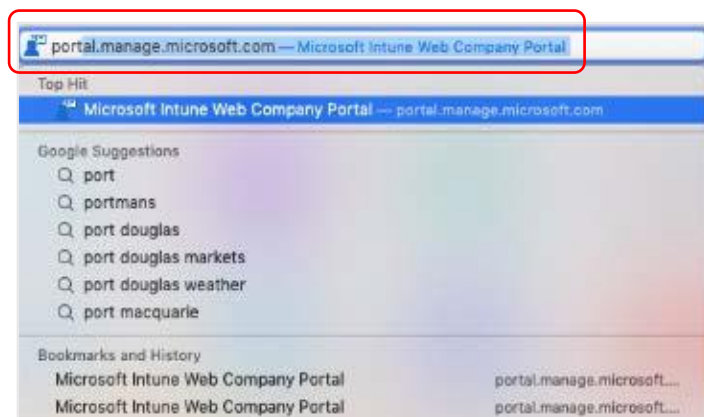 portal.manage.microsoft.com — Microsoft Intune Web Company Portal
Top Hit
Microsoft Intune Web Company Portal — portal.manage.microsoft.com
Google Suggestions
port
portmans
port douglas
port douglas markets
port douglas weather
port macquarie
Bookmarks and History
Microsoft Intune Web Company Portal portal.manage.microsoft....
Microsoft Intune Web Company Portal portal.manage.microsoft....